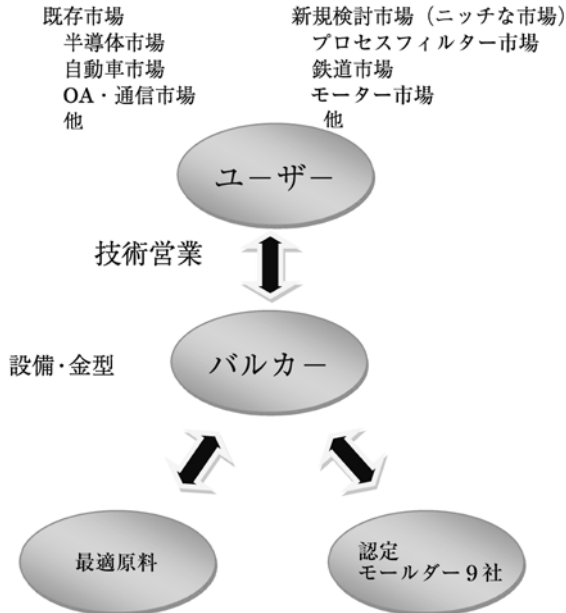 既存市場
半導体市場
自動車市場
OA・通信市場
他
新規検討市場（ニッチな市場）
プロセスフィルター市場
鉄道市場
モーター市場
他
ユーザー
技術営業
設備・金型
バルカー
最適原料
認定
モールダー９社